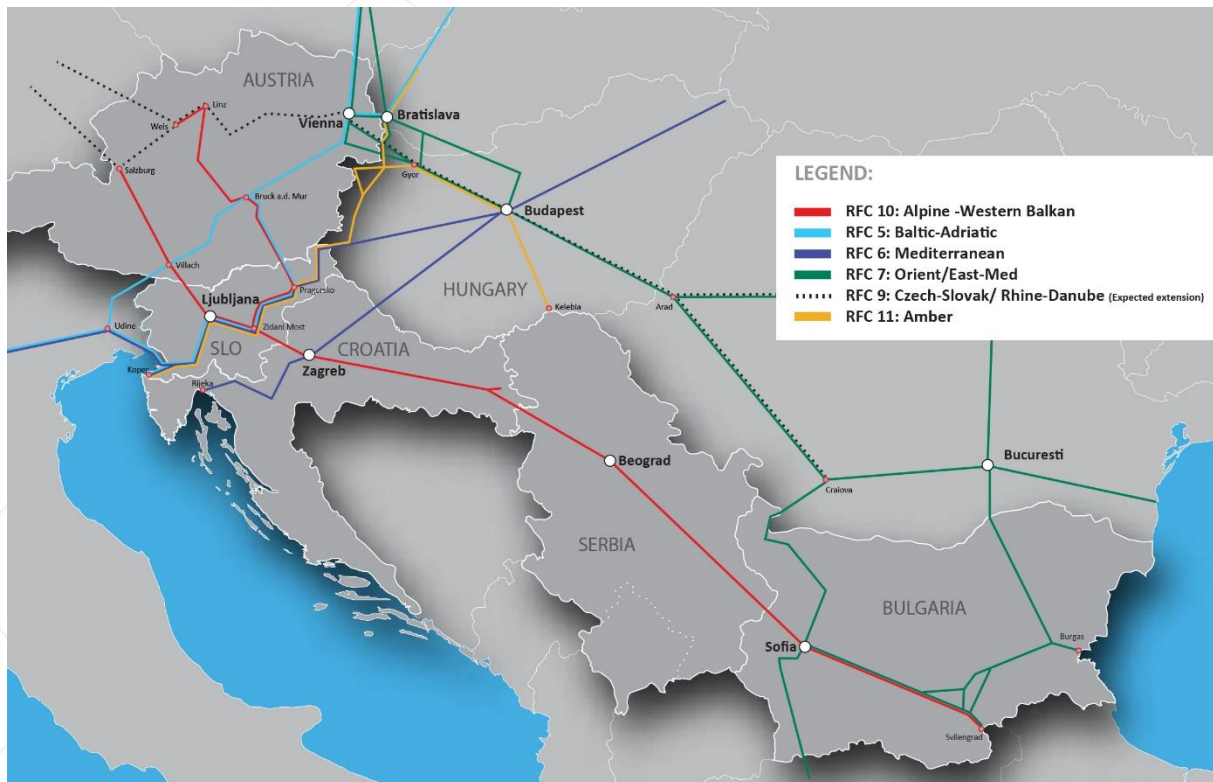 AUSTRIA
Linz
Wels
Vienna
Bratislava
Salzburg
Gyor
Bruck a.d. Mur
Budapest
Villach
HUNGARY
Pragursko
Ljubljana
Kelebia
Arad
Udine
Zidani Most
SLO
CROATIA
Koper
Zagreb
Rijeka
Beograd
Bucuresti
Craiova
SERBIA
BULGARIA
Sofia
Burgas
Svilengrad
LEGEND:
RFC 10: Alpine -Western Balkan
RFC 5: Baltic-Adriatic
RFC 6: Mediterranean
RFC 7: Orient/East-Med
RFC 9: Czech-Slovak/ Rhine-Danube (Expected extension)
RFC 11: Amber